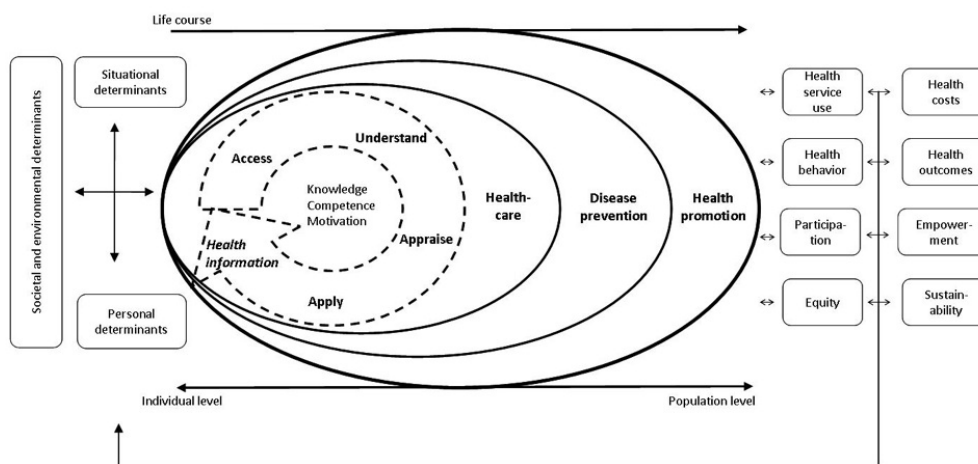 Life course
Societal and environmental determinants
Situational
determinants
Personal
determinants
Access
Understand
Appraise
Apply
Health
information
Knowledge
Competence
Motivation
Health-
care
Disease
prevention
Health
promotion
Individual level
Population level
Health
service
use
Health
behavior
Participa-
tion
Equity
Health
costs
Health
outcomes
Empower-
ment
Sustain-
ability